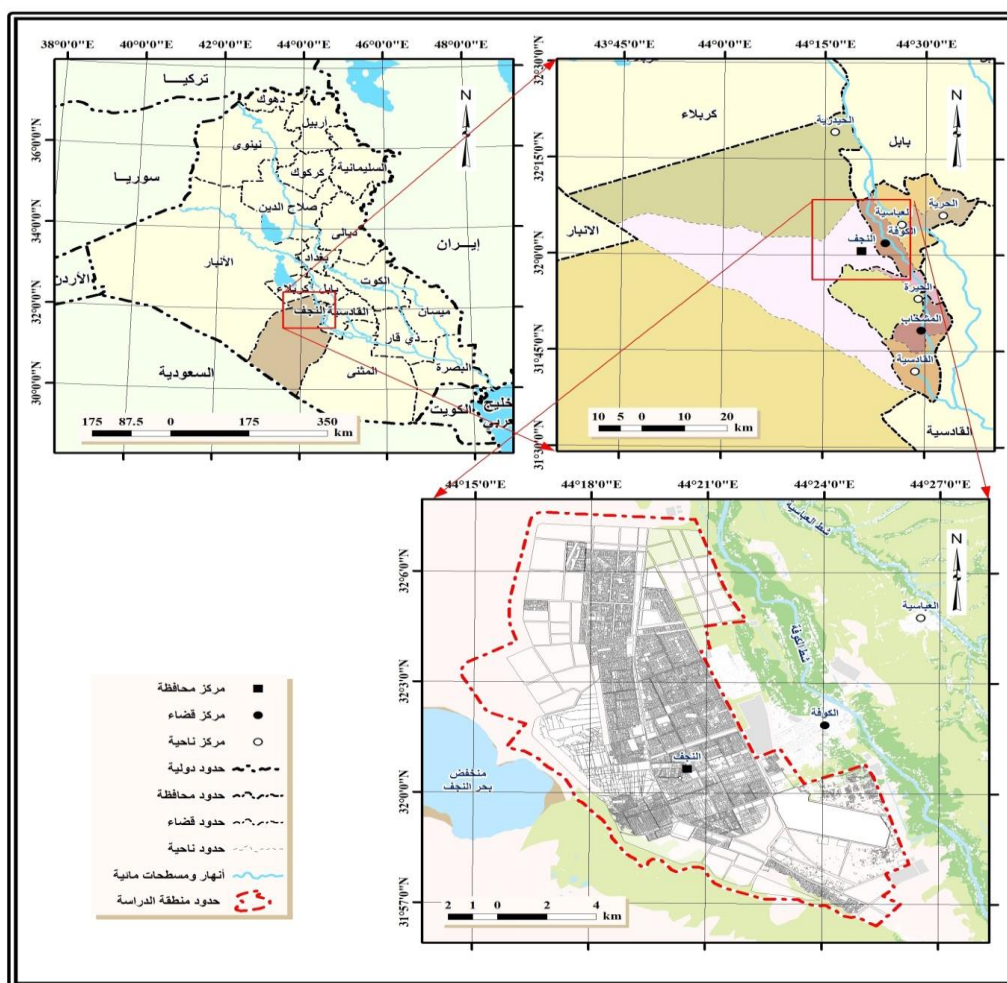 38°0'0"E 40°0'0"E 42°0'0"E 44°0'0"E 46°0'0"E 48°0'0"E
36°0'0"N
34°0'0"N
32°0'0"N
30°0'0"N
N
تركيـــا
سوريــا
الأردن
السعودية
إيــران
الكويت
خليج
دهوك
أربيل
نينوى
السليمانية
كركوك
صلاح الدين
ديالى
الأنبار
بغداد
الكوت
بابل
كربلاء
النجف
القادسية
ميسان
ذي قار
المثنى
البصرة
175 87.5 0 175 350
km
43°45'0"E 44°0'0"E 44°15'0"E 44°30'0"E
32°30'0"N
32°15'0"N
32°0'0"N
31°45'0"N
31°30'0"N
N
كربلاء
الحيدرية
بابل
الحرية
العباسية
الكوفة
النجف
الانبار
الحيرة
المشخاب
القادسية
القادسية
10 5 0 10 20
km
44°15'0"E 44°18'0"E 44°21'0"E 44°24'0"E 44°27'0"E
32°6'0"N
32°3'0"N
32°0'0"N
31°57'0"N
N
شط العباسية
العباسية
شط الكوفة
الكوفة
النجف
منخفض
بحر النجف
2 1 0 2 4
km
مركز محافظة
مركز قضاء
مركز ناحية
حدود دولية
حدود محافظة
حدود قضاء
حدود ناحية
أنهار ومسطحات مائية
حدود منطقة الدراسة